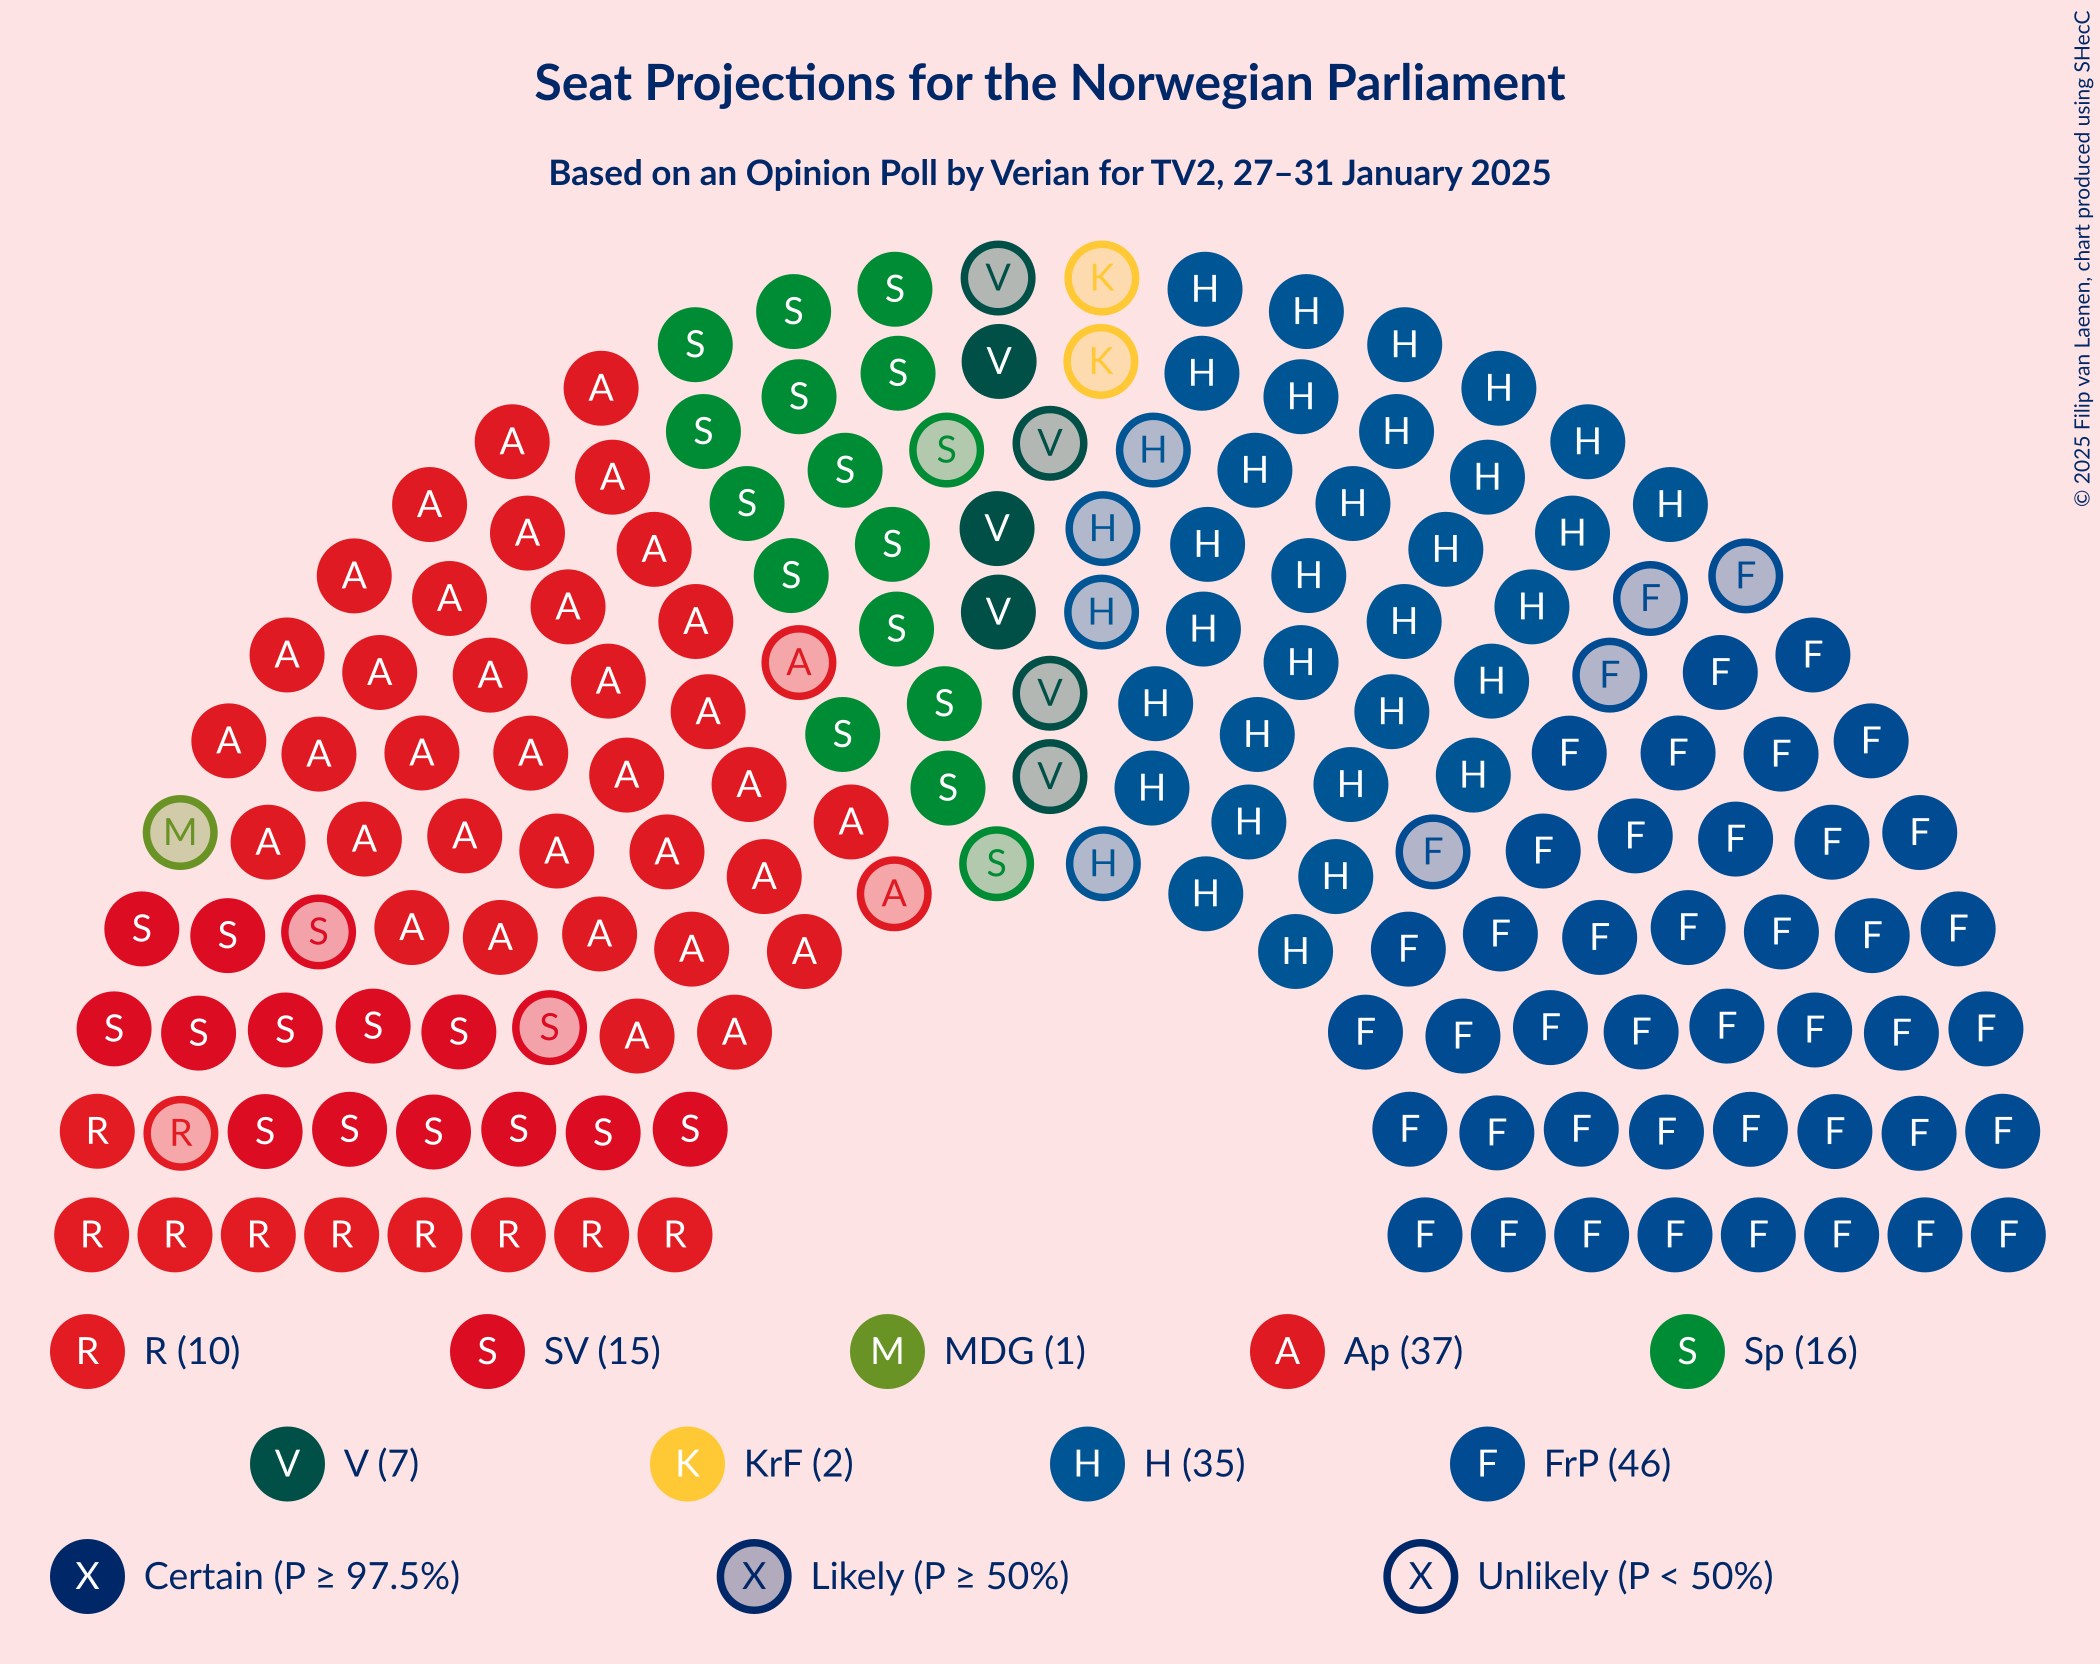 Seat Projections for the Norwegian Parliament
Based on an Opinion Poll by Verian for TV2, 27–31 January 2025
© 2025 Filip van Laenen, chart produced using SHecC
S S V K H H
S H
A S S V K H H H
A S S V H H H
A A S H H
A S S H H
A A S V H H H H
A A S H H F
A A S S V H H H F
A A A H H
A A A S V H H H F F
A A A S S V H H H H F F
A A A A A S V H H H H F F F F
M A A A A A A S H H H F F F F F
A A S H H F
A A H
S S S A A A A A H F F F F F F F
S S S S S S A A F F F F F F F F
R R S S S S S S F F F F F F F F
R R R R R R R R F F F F F F F F
R R (10) S SV (15) M MDG (1) A Ap (37) S Sp (16)
V V (7) K KrF (2) H H (35) F FrP (46)
X Certain (P ≥ 97.5%) X Likely (P ≥ 50%) X Unlikely (P < 50%)